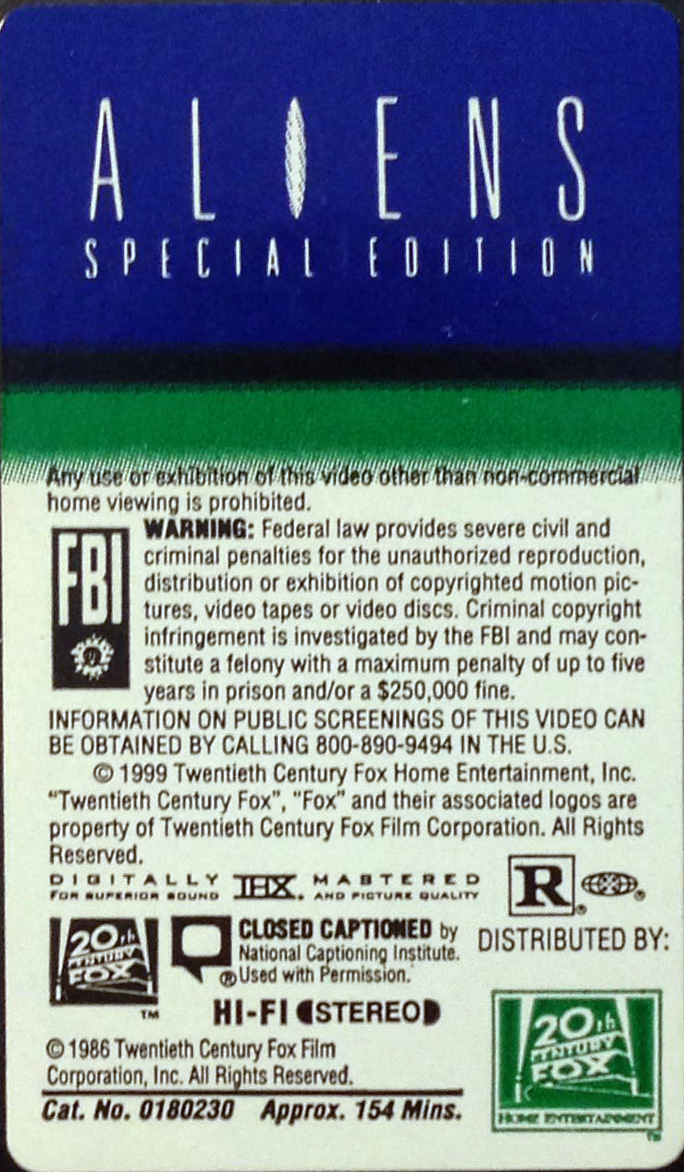 ALIENS
SPECIAL EDITION
Any use or exhibition of this video other than non-commercial
home viewing is prohibited.
FBI
WARNING: Federal law provides severe civil and
criminal penalties for the unauthorized reproduction,
distribution or exhibition of copyrighted motion pic-
tures, video tapes or video discs. Criminal copyright
infringement is investigated by the FBI and may con-
stitute a felony with a maximum penalty of up to five
years in prison and/or a $250,000 fine.
INFORMATION ON PUBLIC SCREENINGS OF THIS VIDEO CAN
BE OBTAINED BY CALLING 800-890-9494 IN THE U.S.
© 1999 Twentieth Century Fox Home Entertainment, Inc.
“Twentieth Century Fox”, “Fox” and their associated logos are
property of Twentieth Century Fox Film Corporation. All Rights
Reserved.
DIGITALLY THX. MASTERED
FOR SUPERIOR SOUND AND PICTURE QUALITY
R ® ®
20th
CENTURY
FOX
TM
CLOSED CAPTIONED by
National Captioning Institute.
® Used with Permission.
DISTRIBUTED BY:
HI-FI STEREO
20th
CENTURY
FOX
HOME ENTERTAINMENT
TM
© 1986 Twentieth Century Fox Film
Corporation, Inc. All Rights Reserved.
Cat. No. 0180230 Approx. 154 Mins.